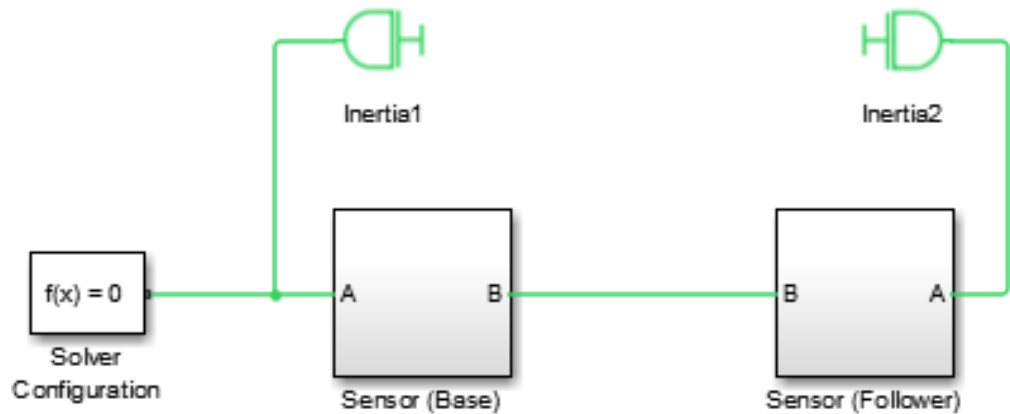 Inertia1
Inertia2
f(x) = 0
A
B
B
A
Solver
Configuration
Sensor (Base)
Sensor (Follower)